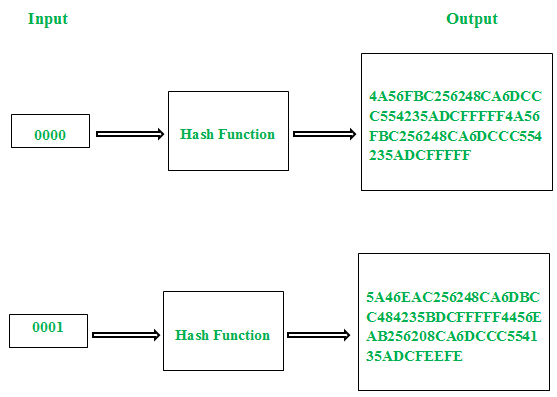 Input
Output
0000
Hash Function
4A56FBC256248CA6DCC
C554235ADCFFFFF4A56
FBC256248CA6DCCC554
235ADCFFFFF
0001
Hash Function
5A46EAC256248CA6DBC
C484235BDCFFFFF4456E
AB256208CA6DCCC5541
35ADCFEEFE